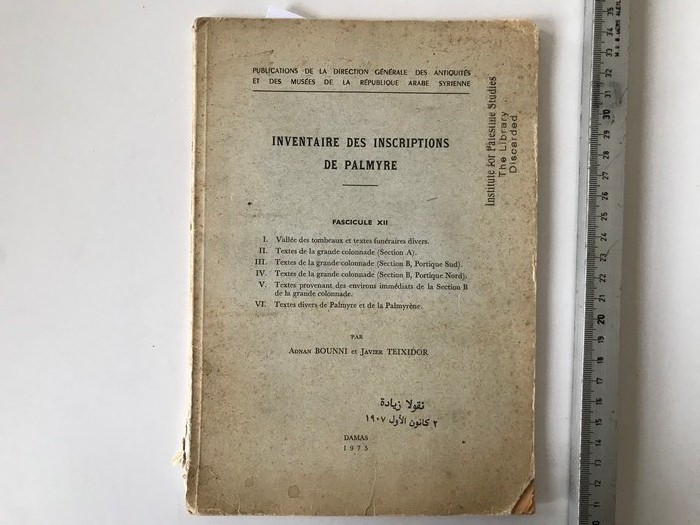 PUBLICATIONS DE LA DIRECTION GÉNÉRALE DES ANTIQUITÉS
ET DES MUSÉES DE LA RÉPUBLIQUE ARABE SYRIENNE
Institute for Palestine Studies
The Library
Discarded
INVENTAIRE DES INSCRIPTIONS
DE PALMYRE
FASCICULE XII
I. Vallée des tombeaux et textes funéraires divers.
II. Textes de la grande colonnade (Section A).
III. Textes de la grande colonnade (Section B, Portique Sud).
IV. Textes de la grande colonnade (Section B, Portique Nord).
V. Textes provenant des environs immédiats de la Section B
de la grande colonnade.
VI. Textes divers de Palmyre et de la Palmyrène.
PAR
ADNAN BOUNNI et JAVIER TEIXIDOR
نقولا زيادة
٢ كانون الأول ١٩٠٧
DAMAS
1975